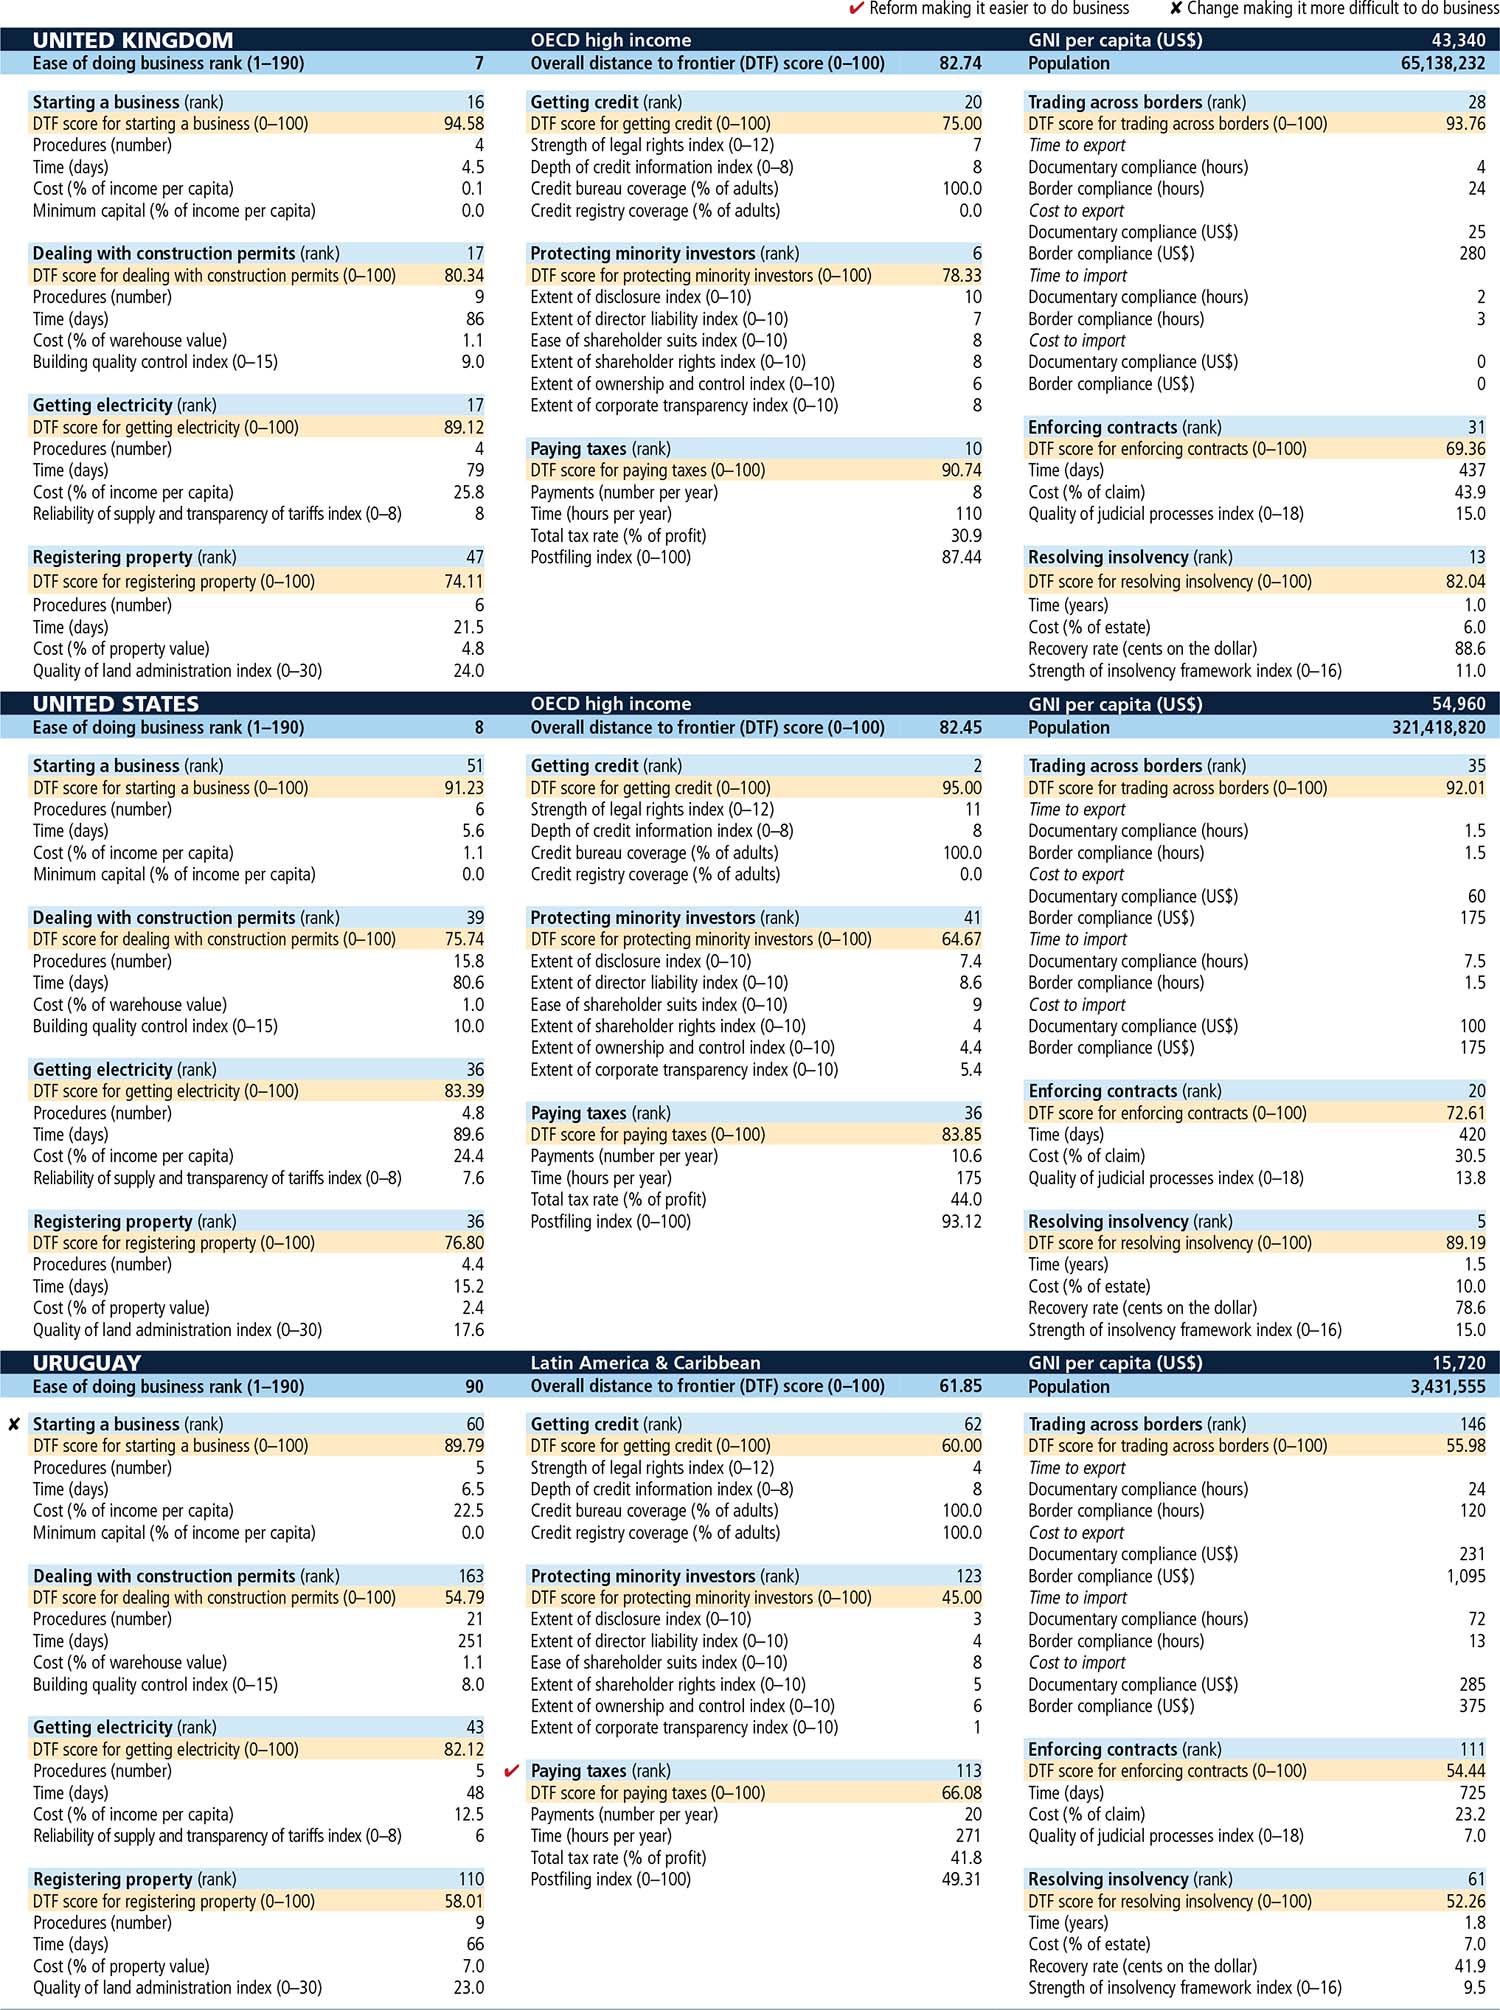 ✔ Reform making it easier to do business ✘ Change making it more difficult to do business
UNITED KINGDOM OECD high income GNI per capita (US$) 43,340
Ease of doing business rank (1–190) 7 Overall distance to frontier (DTF) score (0–100) 82.74 Population 65,138,232
Starting a business (rank) 16
DTF score for starting a business (0–100) 94.58
Procedures (number) 4
Time (days) 4.5
Cost (% of income per capita) 0.1
Minimum capital (% of income per capita) 0.0
Dealing with construction permits (rank) 17
DTF score for dealing with construction permits (0–100) 80.34
Procedures (number) 9
Time (days) 86
Cost (% of warehouse value) 1.1
Building quality control index (0–15) 9.0
Getting electricity (rank) 17
DTF score for getting electricity (0–100) 89.12
Procedures (number) 4
Time (days) 79
Cost (% of income per capita) 25.8
Reliability of supply and transparency of tariffs index (0–8) 8
Registering property (rank) 47
DTF score for registering property (0–100) 74.11
Procedures (number) 6
Time (days) 21.5
Cost (% of property value) 4.8
Quality of land administration index (0–30) 24.0
Getting credit (rank) 20
DTF score for getting credit (0–100) 75.00
Strength of legal rights index (0–12) 7
Depth of credit information index (0–8) 8
Credit bureau coverage (% of adults) 100.0
Credit registry coverage (% of adults) 0.0
Protecting minority investors (rank) 6
DTF score for protecting minority investors (0–100) 78.33
Extent of disclosure index (0–10) 10
Extent of director liability index (0–10) 7
Ease of shareholder suits index (0–10) 8
Extent of shareholder rights index (0–10) 8
Extent of ownership and control index (0–10) 6
Extent of corporate transparency index (0–10) 8
Paying taxes (rank) 10
DTF score for paying taxes (0–100) 90.74
Payments (number per year) 8
Time (hours per year) 110
Total tax rate (% of profit) 30.9
Postfiling index (0–100) 87.44
Trading across borders (rank) 28
DTF score for trading across borders (0–100) 93.76
Time to export
Documentary compliance (hours) 4
Border compliance (hours) 24
Cost to export
Documentary compliance (US$) 25
Border compliance (US$) 280
Time to import
Documentary compliance (hours) 2
Border compliance (hours) 3
Cost to import
Documentary compliance (US$) 0
Border compliance (US$) 0
Enforcing contracts (rank) 31
DTF score for enforcing contracts (0–100) 69.36
Time (days) 437
Cost (% of claim) 43.9
Quality of judicial processes index (0–18) 15.0
Resolving insolvency (rank) 13
DTF score for resolving insolvency (0–100) 82.04
Time (years) 1.0
Cost (% of estate) 6.0
Recovery rate (cents on the dollar) 88.6
Strength of insolvency framework index (0–16) 11.0
UNITED STATES OECD high income GNI per capita (US$) 54,960
Ease of doing business rank (1–190) 8 Overall distance to frontier (DTF) score (0–100) 82.45 Population 321,418,820
Starting a business (rank) 51
DTF score for starting a business (0–100) 91.23
Procedures (number) 6
Time (days) 5.6
Cost (% of income per capita) 1.1
Minimum capital (% of income per capita) 0.0
Dealing with construction permits (rank) 39
DTF score for dealing with construction permits (0–100) 75.74
Procedures (number) 15.8
Time (days) 80.6
Cost (% of warehouse value) 1.0
Building quality control index (0–15) 10.0
Getting electricity (rank) 36
DTF score for getting electricity (0–100) 83.39
Procedures (number) 4.8
Time (days) 89.6
Cost (% of income per capita) 24.4
Reliability of supply and transparency of tariffs index (0–8) 7.6
Registering property (rank) 36
DTF score for registering property (0–100) 76.80
Procedures (number) 4.4
Time (days) 15.2
Cost (% of property value) 2.4
Quality of land administration index (0–30) 17.6
Getting credit (rank) 2
DTF score for getting credit (0–100) 95.00
Strength of legal rights index (0–12) 11
Depth of credit information index (0–8) 8
Credit bureau coverage (% of adults) 100.0
Credit registry coverage (% of adults) 0.0
Protecting minority investors (rank) 41
DTF score for protecting minority investors (0–100) 64.67
Extent of disclosure index (0–10) 7.4
Extent of director liability index (0–10) 8.6
Ease of shareholder suits index (0–10) 9
Extent of shareholder rights index (0–10) 4
Extent of ownership and control index (0–10) 4.4
Extent of corporate transparency index (0–10) 5.4
Paying taxes (rank) 36
DTF score for paying taxes (0–100) 83.85
Payments (number per year) 10.6
Time (hours per year) 175
Total tax rate (% of profit) 44.0
Postfiling index (0–100) 93.12
Trading across borders (rank) 35
DTF score for trading across borders (0–100) 92.01
Time to export
Documentary compliance (hours) 1.5
Border compliance (hours) 1.5
Cost to export
Documentary compliance (US$) 60
Border compliance (US$) 175
Time to import
Documentary compliance (hours) 7.5
Border compliance (hours) 1.5
Cost to import
Documentary compliance (US$) 100
Border compliance (US$) 175
Enforcing contracts (rank) 20
DTF score for enforcing contracts (0–100) 72.61
Time (days) 420
Cost (% of claim) 30.5
Quality of judicial processes index (0–18) 13.8
Resolving insolvency (rank) 5
DTF score for resolving insolvency (0–100) 89.19
Time (years) 1.5
Cost (% of estate) 10.0
Recovery rate (cents on the dollar) 78.6
Strength of insolvency framework index (0–16) 15.0
URUGUAY Latin America & Caribbean GNI per capita (US$) 15,720
Ease of doing business rank (1–190) 90 Overall distance to frontier (DTF) score (0–100) 61.85 Population 3,431,555
✘ Starting a business (rank) 60
DTF score for starting a business (0–100) 89.79
Procedures (number) 5
Time (days) 6.5
Cost (% of income per capita) 22.5
Minimum capital (% of income per capita) 0.0
Dealing with construction permits (rank) 163
DTF score for dealing with construction permits (0–100) 54.79
Procedures (number) 21
Time (days) 251
Cost (% of warehouse value) 1.1
Building quality control index (0–15) 8.0
Getting electricity (rank) 43
DTF score for getting electricity (0–100) 82.12
Procedures (number) 5
Time (days) 48
Cost (% of income per capita) 12.5
Reliability of supply and transparency of tariffs index (0–8) 6
Registering property (rank) 110
DTF score for registering property (0–100) 58.01
Procedures (number) 9
Time (days) 66
Cost (% of property value) 7.0
Quality of land administration index (0–30) 23.0
Getting credit (rank) 62
DTF score for getting credit (0–100) 60.00
Strength of legal rights index (0–12) 4
Depth of credit information index (0–8) 8
Credit bureau coverage (% of adults) 100.0
Credit registry coverage (% of adults) 100.0
Protecting minority investors (rank) 123
DTF score for protecting minority investors (0–100) 45.00
Extent of disclosure index (0–10) 3
Extent of director liability index (0–10) 4
Ease of shareholder suits index (0–10) 8
Extent of shareholder rights index (0–10) 5
Extent of ownership and control index (0–10) 6
Extent of corporate transparency index (0–10) 1
✔ Paying taxes (rank) 113
DTF score for paying taxes (0–100) 66.08
Payments (number per year) 20
Time (hours per year) 271
Total tax rate (% of profit) 41.8
Postfiling index (0–100) 49.31
Trading across borders (rank) 146
DTF score for trading across borders (0–100) 55.98
Time to export
Documentary compliance (hours) 24
Border compliance (hours) 120
Cost to export
Documentary compliance (US$) 231
Border compliance (US$) 1,095
Time to import
Documentary compliance (hours) 72
Border compliance (hours) 13
Cost to import
Documentary compliance (US$) 285
Border compliance (US$) 375
Enforcing contracts (rank) 111
DTF score for enforcing contracts (0–100) 54.44
Time (days) 725
Cost (% of claim) 23.2
Quality of judicial processes index (0–18) 7.0
Resolving insolvency (rank) 61
DTF score for resolving insolvency (0–100) 52.26
Time (years) 1.8
Cost (% of estate) 7.0
Recovery rate (cents on the dollar) 41.9
Strength of insolvency framework index (0–16) 9.5